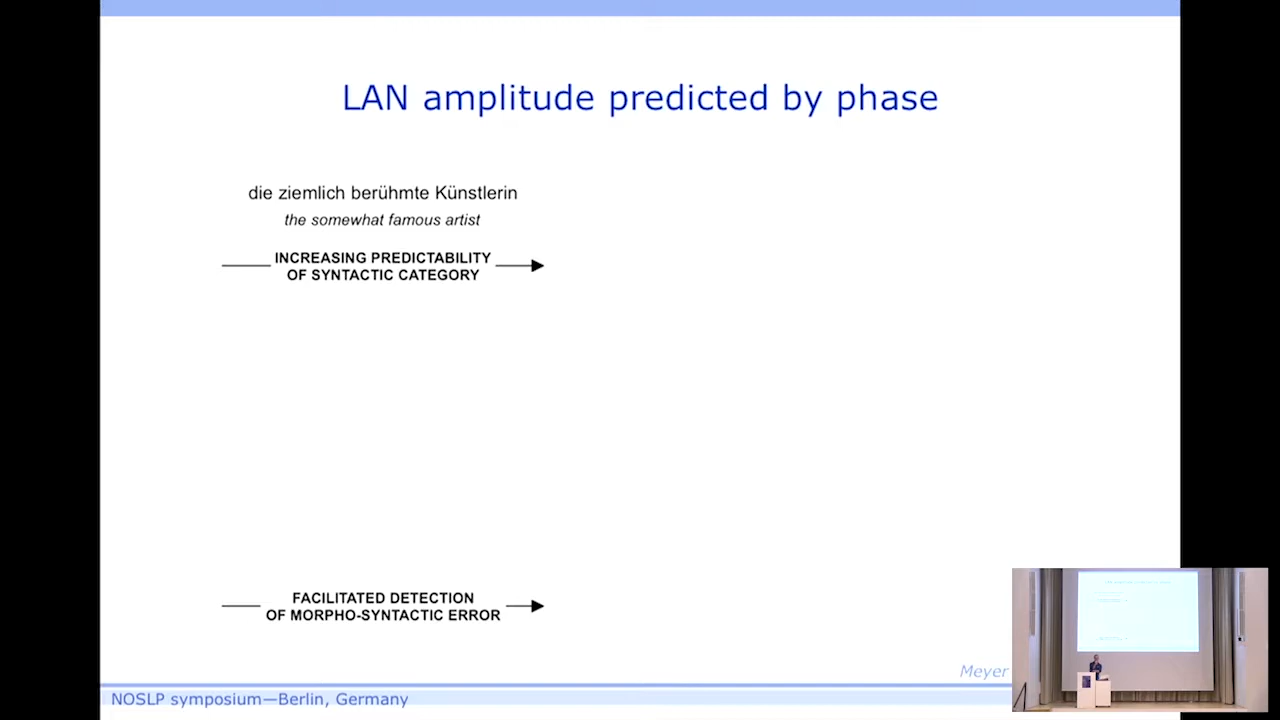 LAN amplitude predicted by phase
die ziemlich berühmte Künstlerin
the somewhat famous artist
INCREASING PREDICTABILITY
OF SYNTACTIC CATEGORY
FACILITATED DETECTION
OF MORPHO-SYNTACTIC ERROR
Meyer
NOSLP symposium—Berlin, Germany